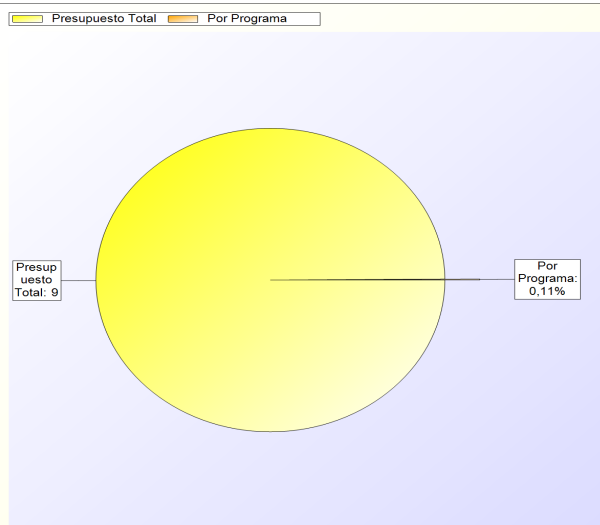 Presupuesto Total Por Programa
Presup
uesto
Total: 9
Por
Programa:
0,11%